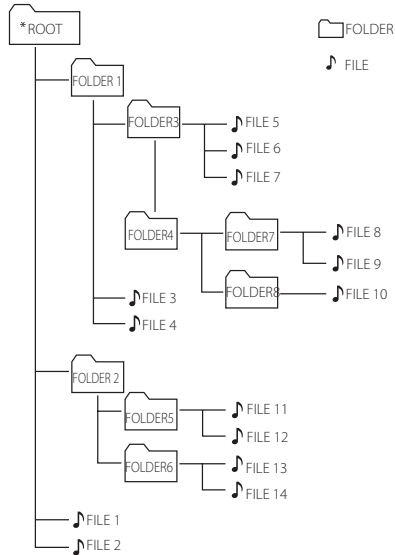 *ROOT
FOLDER
FILE
FOLDER 1
FOLDER3
FILE 5
FILE 6
FILE 7
FOLDER4
FOLDER7
FILE 8
FILE 9
FOLDER8
FILE 10
FILE 3
FILE 4
FOLDER 2
FOLDER5
FILE 11
FILE 12
FOLDER6
FILE 13
FILE 14
FILE 1
FILE 2